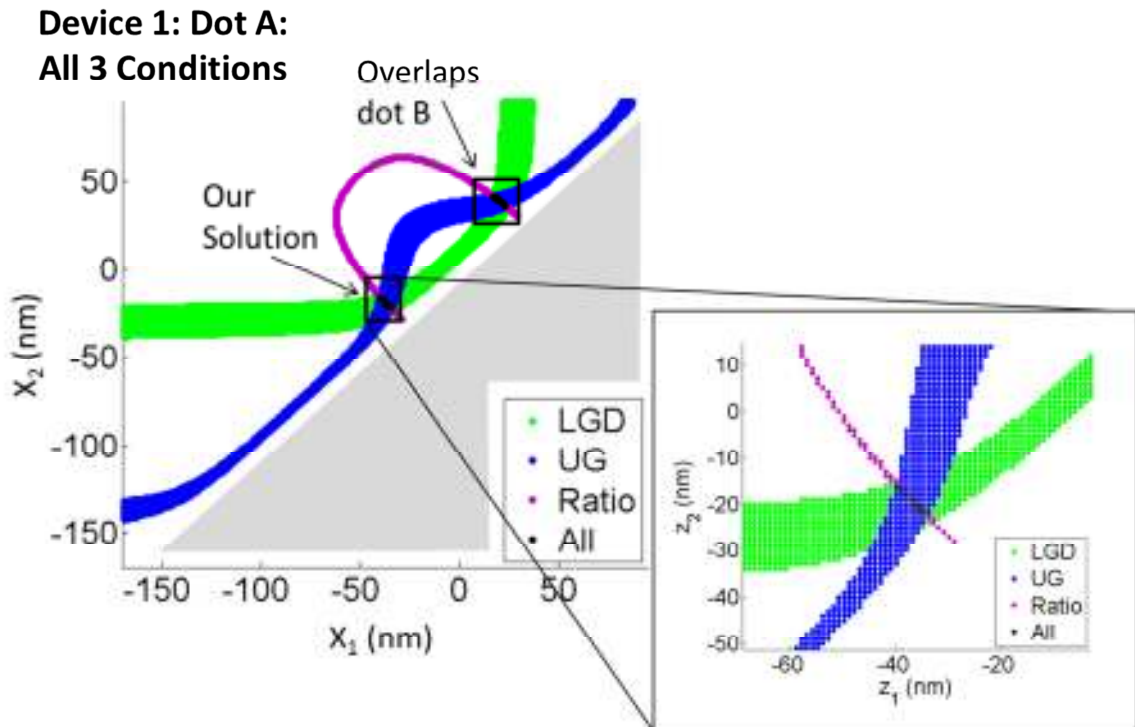 Device 1: Dot A:
All 3 Conditions
Overlaps
dot B
Our
Solution
50
0
-50
-100
-150
X2 (nm)
-150 -100 -50 0 50
X1 (nm)
LGD
UG
Ratio
All
10
0
-10
-20
-30
-40
-50
z2 (nm)
-60 -40 -20
z1 (nm)
LGD
UG
Ratio
All